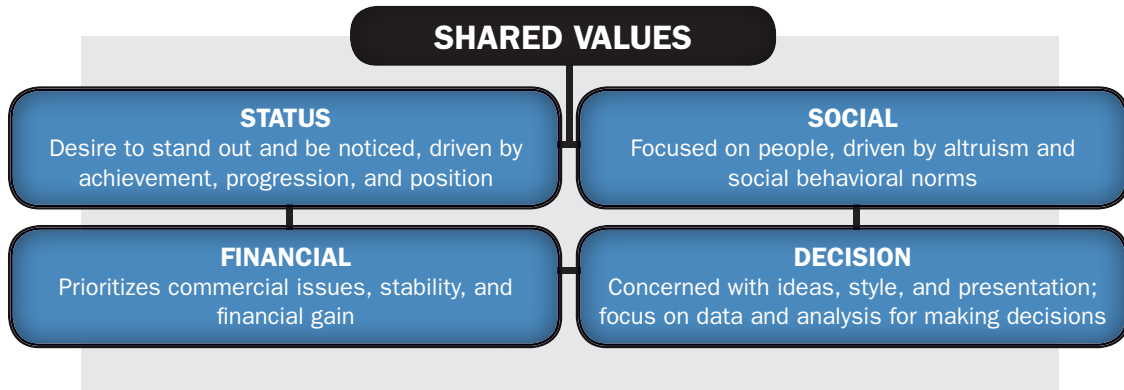 SHARED VALUES
STATUS
Desire to stand out and be noticed, driven by
achievement, progression, and position
SOCIAL
Focused on people, driven by altruism and
social behavioral norms
FINANCIAL
Prioritizes commercial issues, stability, and
financial gain
DECISION
Concerned with ideas, style, and presentation;
focus on data and analysis for making decisions